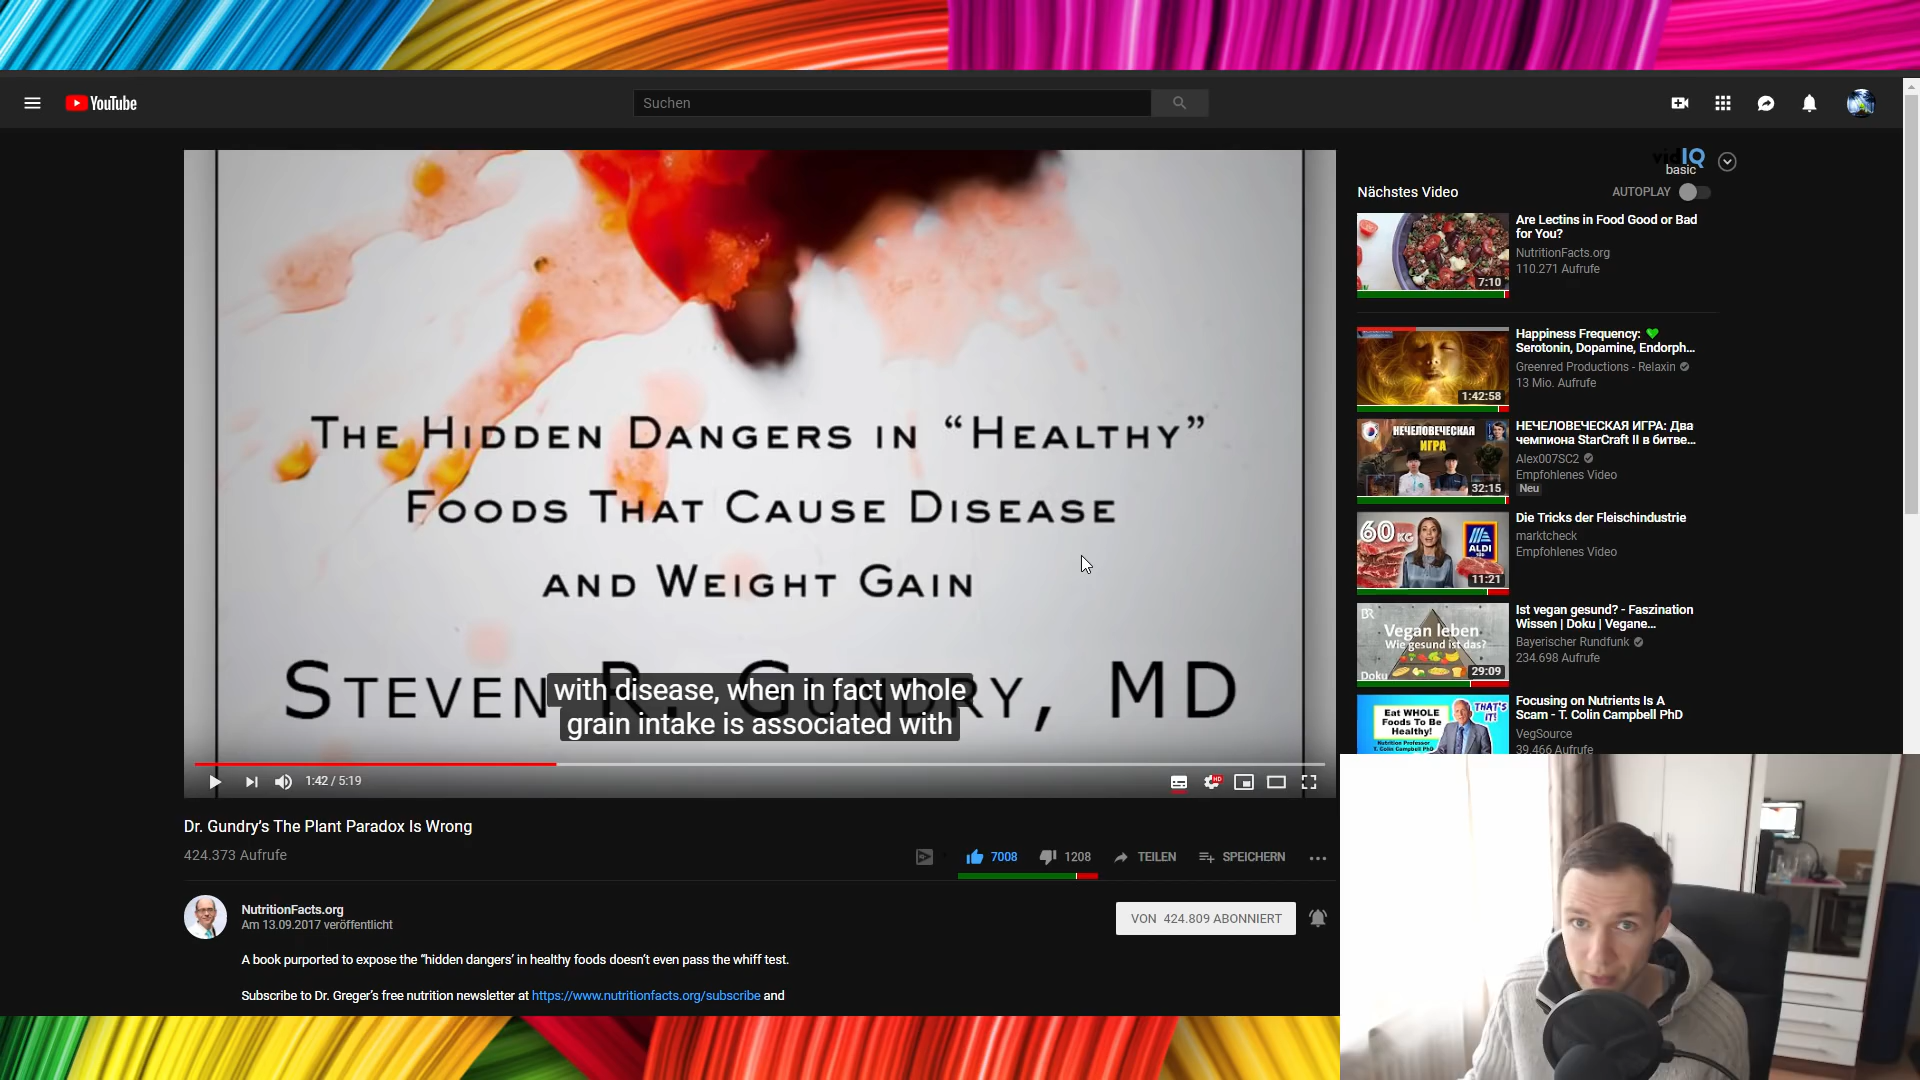 YouTube
Suchen
THE HIDDEN DANGERS IN “HEALTHY”
FOODS THAT CAUSE DISEASE
AND WEIGHT GAIN
STEVEN R. GUNDRY, MD
with disease, when in fact whole
grain intake is associated with
1:42 / 5:19
HD
Dr. Gundry’s The Plant Paradox Is Wrong
424.373 Aufrufe
7008
1208
TEILEN
SPEICHERN
NutritionFacts.org
Am 13.09.2017 veröffentlicht
VON 424.809 ABONNIERT
A book purported to expose the “hidden dangers’ in healthy foods doesn’t even pass the whiff test.
Subscribe to Dr. Greger’s free nutrition newsletter at https://www.nutritionfacts.org/subscribe and
vidIQ
basic
Nächstes Video
AUTOPLAY
7:10
Are Lectins in Food Good or Bad
for You?
NutritionFacts.org
110.271 Aufrufe
1:42:58
Happiness Frequency: 💚
Serotonin, Dopamine, Endorph...
Greenred Productions - Relaxin
13 Mio. Aufrufe
НЕЧЕЛОВЕЧЕСКАЯ
ИГРА
32:15
НЕЧЕЛОВЕЧЕСКАЯ ИГРА: Два
чемпиона StarCraft II в битве...
Alex007SC2
Empfohlenes Video
Neu
60 KG
ALDI
11:21
Die Tricks der Fleischindustrie
marktcheck
Empfohlenes Video
BR
Vegan leben
Wie gesund ist das?
Doku
29:09
Ist vegan gesund? - Faszination
Wissen | Doku | Vegane...
Bayerischer Rundfunk
234.698 Aufrufe
Eat WHOLE
Foods To Be
Healthy!
THAT'S
IT!
Nutrition Professor
T. Colin Campbell PhD
Focusing on Nutrients Is A
Scam - T. Colin Campbell PhD
VegSource
39.466 Aufrufe